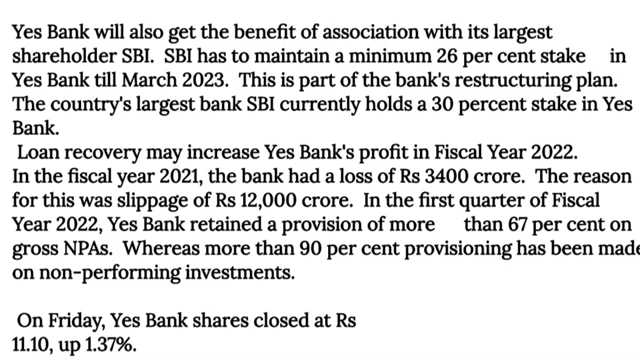 Yes Bank will also get the benefit of association with its largest
shareholder SBI. SBI has to maintain a minimum 26 per cent stake in
Yes Bank till March 2023. This is part of the bank's restructuring plan.
The country's largest bank SBI currently holds a 30 percent stake in Yes
Bank.
Loan recovery may increase Yes Bank's profit in Fiscal Year 2022.
In the fiscal year 2021, the bank had a loss of Rs 3400 crore. The reason
for this was slippage of Rs 12,000 crore. In the first quarter of Fiscal
Year 2022, Yes Bank retained a provision of more than 67 per cent on
gross NPAs. Whereas more than 90 per cent provisioning has been made
on non-performing investments.
On Friday, Yes Bank shares closed at Rs
11.10, up 1.37%.